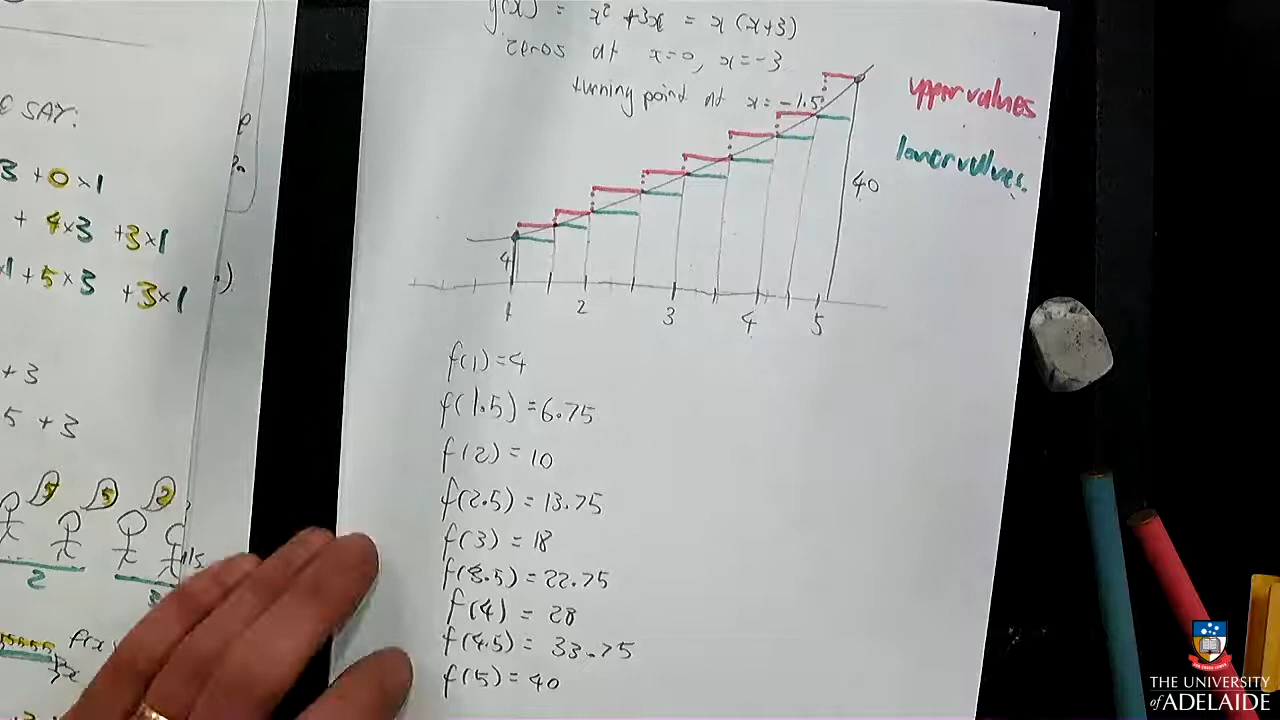 y(x) = x² +3x = x (x+3)
zeros at x=0, x=-3
turning point at x= -1.5
upper values
lower values.
40
4
1 2 3 4 5
f(1)=4
f(1.5)=6.75
f(2)= 10
f(2.5)=13.75
f(3) = 18
f(3.5)=22.75
f(4) = 28
f(4.5)= 33.75
f(5)=40
SAY:
3 +0×1
+ 4×3 +3×1
×1+5×3 +3×1
+3
5 +3
2
f(x)
THE UNIVERSITY
of ADELAIDE